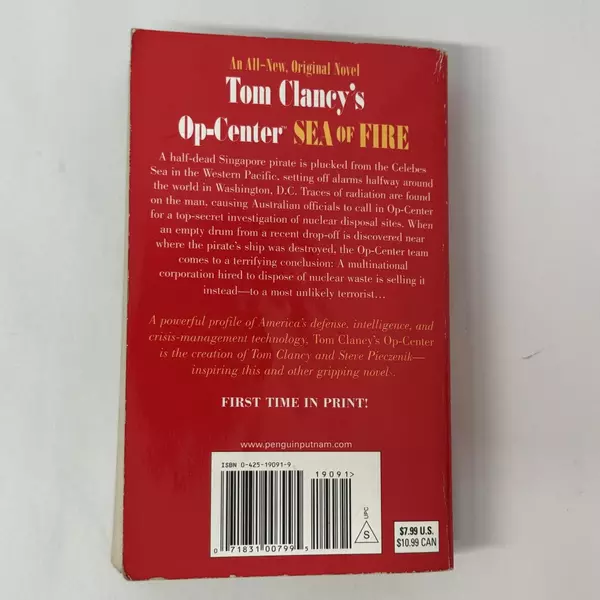 An All-New, Original Novel
Tom Clancy's
Op-Center™ SEA OF FIRE
A half-dead Singapore pirate is plucked from the Celebes
Sea in the Western Pacific, setting off alarms halfway around
the world in Washington, D.C. Traces of radiation are found
on the man, causing Australian officials to call in Op-Center
for a top-secret investigation of nuclear disposal sites. When
an empty drum from a recent drop-off is discovered near
where the pirate's ship was destroyed, the Op-Center team
comes to a terrifying conclusion: A multinational
corporation hired to dispose of nuclear waste is selling it
instead—to a most unlikely terrorist...
A powerful profile of America's defense, intelligence, and
crisis-management technology, Tom Clancy's Op-Center
is the creation of Tom Clancy and Steve Pieczenik—
inspiring this and other gripping novels.
FIRST TIME IN PRINT!
www.penguinputnam.com
ISBN 0-425-19091-9
19091>
UPC
S
0 71831 00799 5
$7.99 U.S.
$10.99 CAN